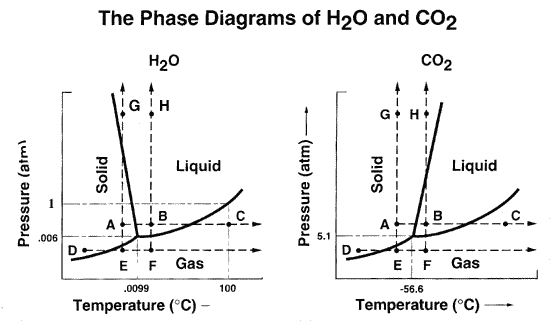 The Phase Diagrams of H2O and CO2
H2O
G H
Solid
Liquid
Pressure (atm)
1
A B C
.006
D
E F Gas
.0099 100
Temperature (°C)
CO2
G H
Solid
Liquid
Pressure (atm)
A B C
5.1
D
E F Gas
-56.6
Temperature (°C)